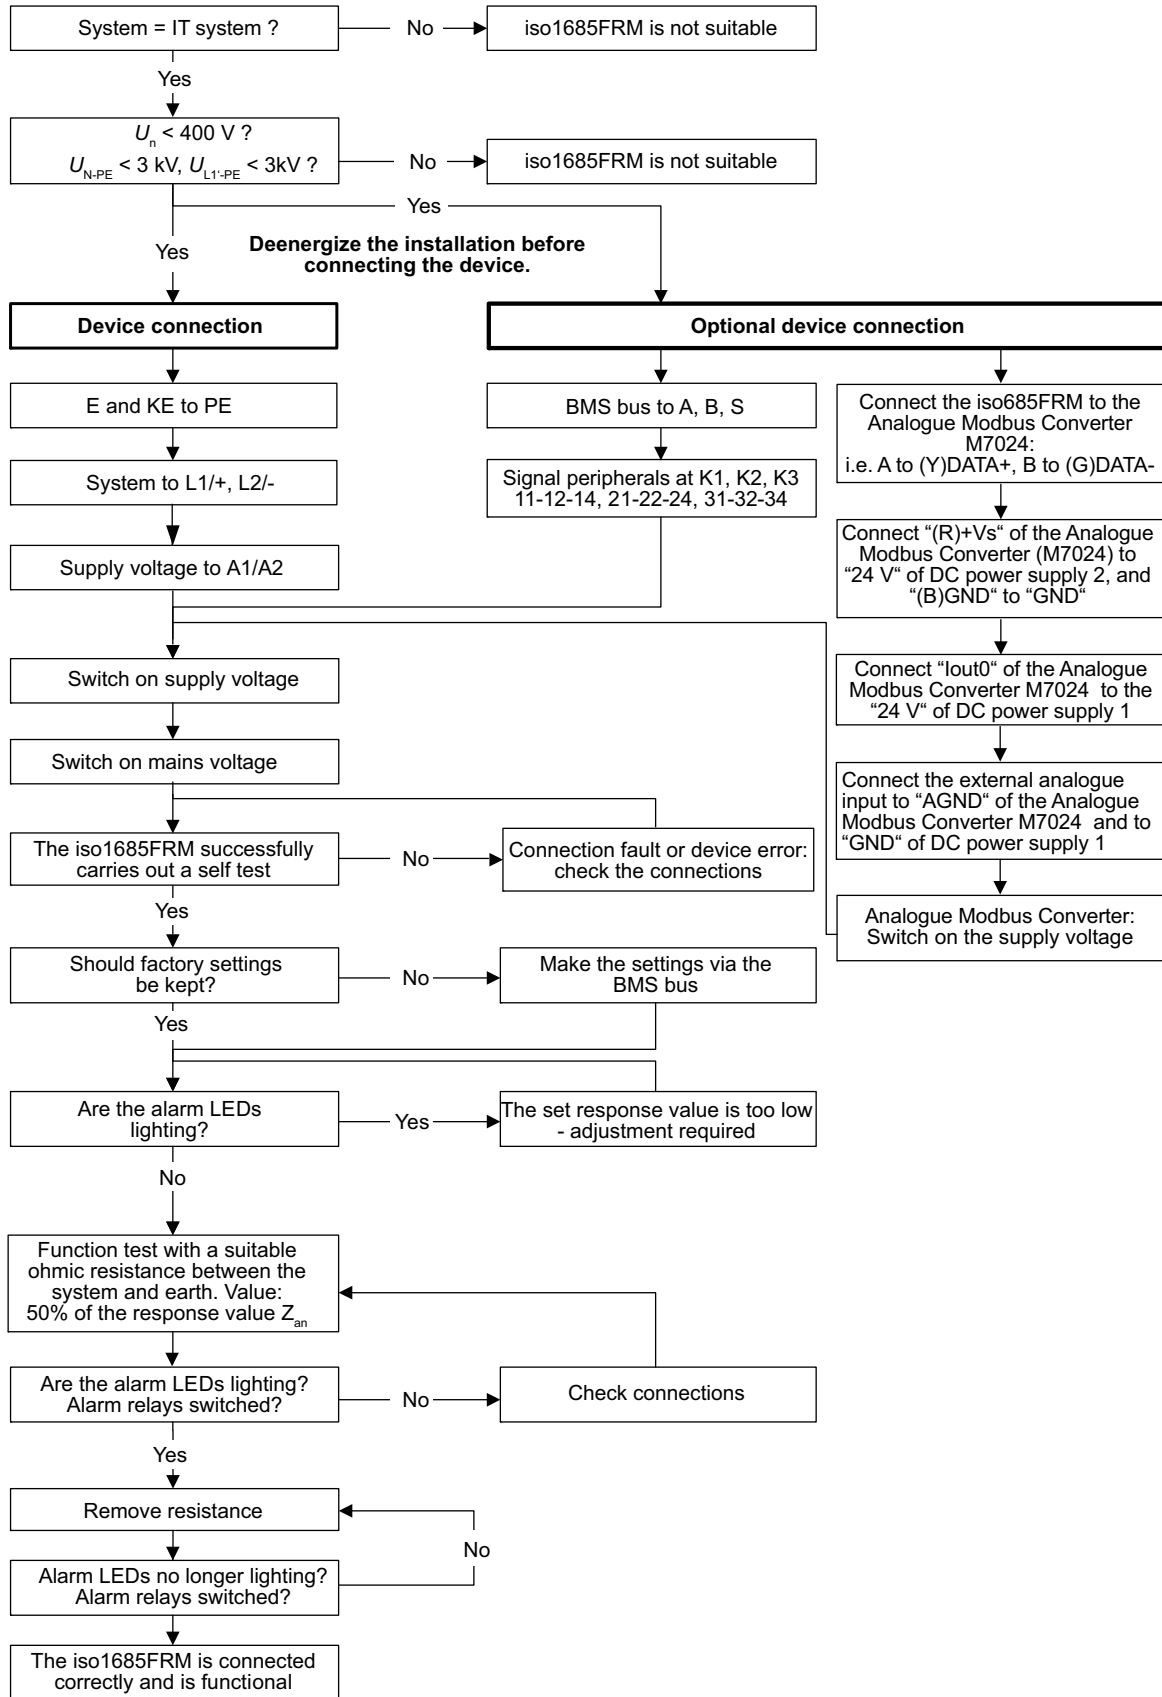 System = IT system ?
No
iso1685FRM is not suitable
Yes
Un < 400 V ?
UN-PE < 3 kV, UL1'-PE < 3kV ?
No
iso1685FRM is not suitable
Yes
Yes
Deenergize the installation before
connecting the device.
Device connection
Optional device connection
E and KE to PE
System to L1/+, L2/-
Supply voltage to A1/A2
BMS bus to A, B, S
Signal peripherals at K1, K2, K3
11-12-14, 21-22-24, 31-32-34
Connect the iso685FRM to the
Analogue Modbus Converter
M7024:
i.e. A to (Y)DATA+, B to (G)DATA-
Connect “(R)+Vs“ of the Analogue
Modbus Converter (M7024) to
“24 V“ of DC power supply 2, and
“(B)GND“ to “GND“
Connect “Iout0“ of the Analogue
Modbus Converter M7024 to the
“24 V“ of DC power supply 1
Connect the external analogue
input to “AGND“ of the Analogue
Modbus Converter M7024 and to
“GND“ of DC power supply 1
Analogue Modbus Converter:
Switch on the supply voltage
Switch on supply voltage
Switch on mains voltage
The iso1685FRM successfully
carries out a self test
No
Connection fault or device error:
check the connections
Yes
Should factory settings
be kept?
No
Make the settings via the
BMS bus
Yes
Are the alarm LEDs
lighting?
Yes
The set response value is too low
- adjustment required
No
Function test with a suitable
ohmic resistance between the
system and earth. Value:
50% of the response value Zan
Are the alarm LEDs lighting?
Alarm relays switched?
No
Check connections
Yes
Remove resistance
No
Alarm LEDs no longer lighting?
Alarm relays switched?
The iso1685FRM is connected
correctly and is functional